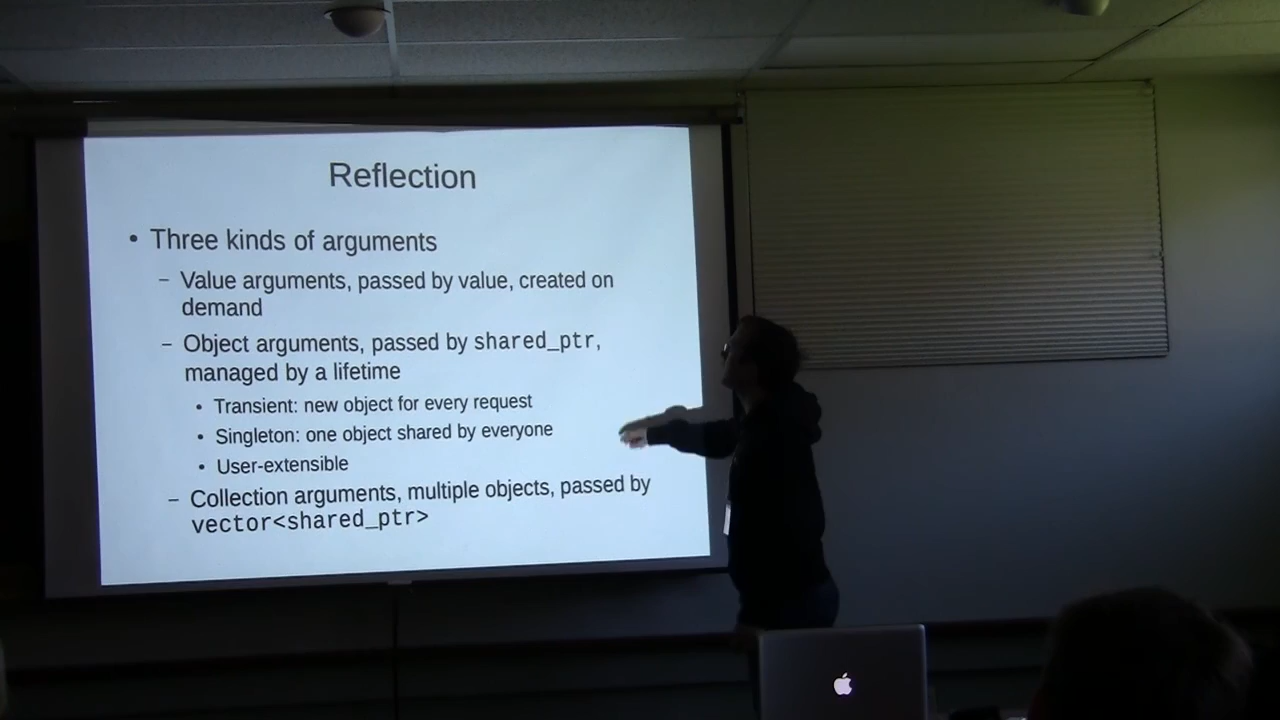 Reflection
• Three kinds of arguments
– Value arguments, passed by value, created on
demand
– Object arguments, passed by shared_ptr,
managed by a lifetime
• Transient: new object for every request
• Singleton: one object shared by everyone
• User-extensible
– Collection arguments, multiple objects, passed by
vector<shared_ptr>